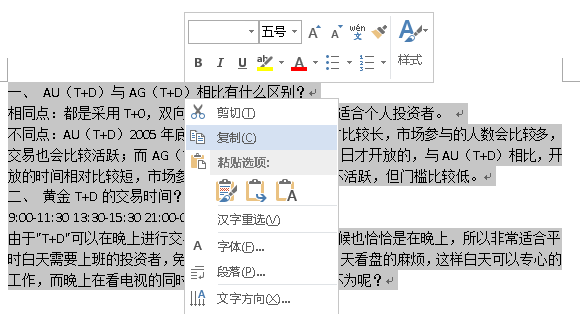 五号
A A wén 文
B I U ab A 样式
一、 AU（T+D）与 AG（T+D）相比有什么区别？
相同点：都是采用 T+0，双向 适合个人投资者。
不同点：AU（T+D）2005 年底 比较长，市场参与的人数会比较多，
交易也会比较活跃；而 AG（ 日才开放的，与 AU（T+D）相比，开
放的时间相对比较短，市场参 不活跃，但门槛比较低。
二、 黄金 T+D 的交易时间？
9:00-11:30 13:30-15:30 21:00-0
由于"T+D"可以在晚上进行交 候也恰恰是在晚上，所以非常适合平
时白天需要上班的投资者，免 天看盘的麻烦，这样白天可以专心的
工作，而晚上在看电视的同时 不为呢？
剪切(T)
复制(C)
粘贴选项:
汉字重选(V)
A 字体(F)...
段落(P)...
文字方向(X)...